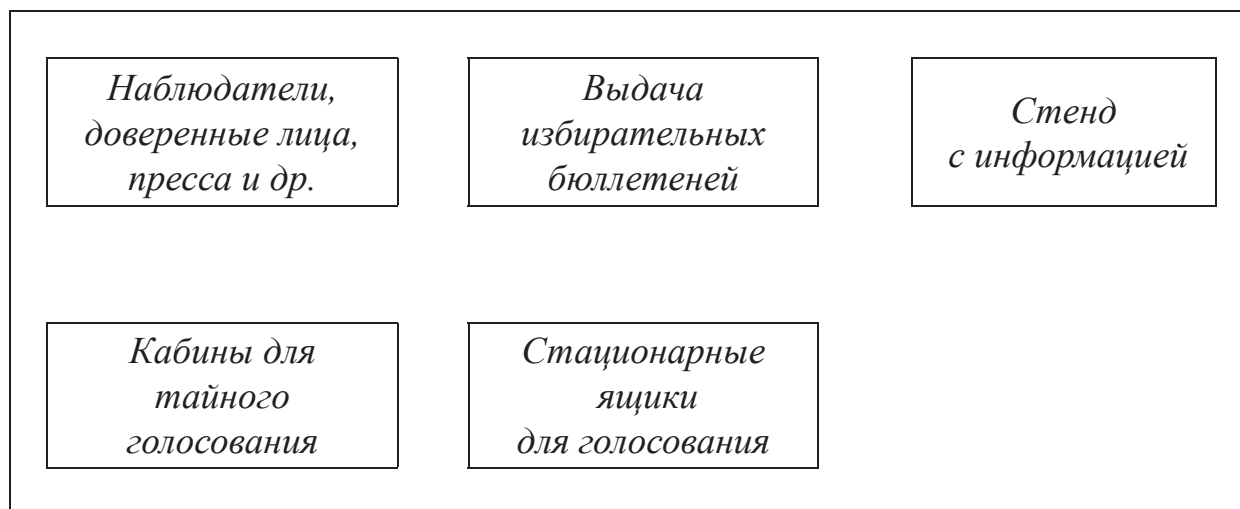 Наблюдатели,
доверенные лица,
пресса и др.
Выдача
избирательных
бюллетеней
Стенд
с информацией
Кабины для
тайного
голосования
Стационарные
ящики
для голосования